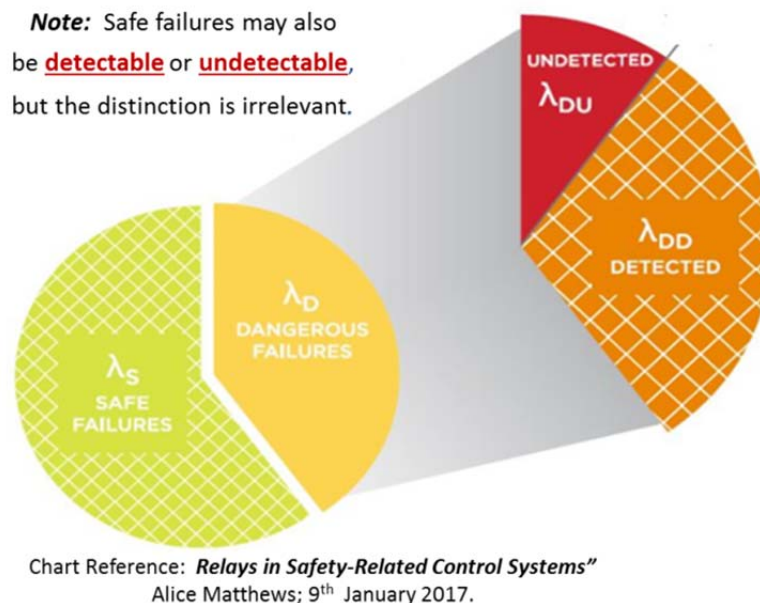 Note: Safe failures may also
be detectable or undetectable,
but the distinction is irrelevant.
UNDETECTED
λDU
λDD
DETECTED
λD
DANGEROUS
FAILURES
λS
SAFE
FAILURES
Chart Reference: Relays in Safety-Related Control Systems”
Alice Matthews; 9th January 2017.